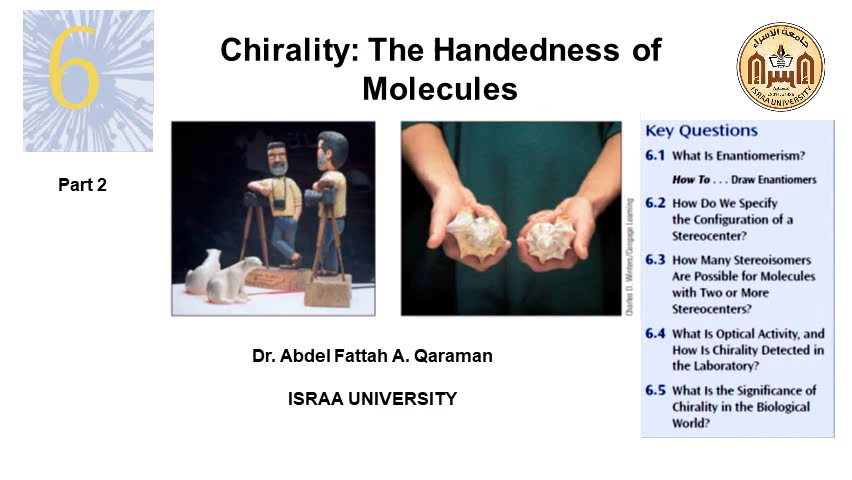 6
Chirality: The Handedness of
Molecules
جامعة الإسراء
ISRAA UNIVERSITY
Part 2
Charles D. Winters/Cengage Learning
Key Questions
6.1 What Is Enantiomerism?
How To . . . Draw Enantiomers
6.2 How Do We Specify
the Configuration of a
Stereocenter?
6.3 How Many Stereoisomers
Are Possible for Molecules
with Two or More
Stereocenters?
6.4 What Is Optical Activity, and
How Is Chirality Detected in
the Laboratory?
6.5 What Is the Significance of
Chirality in the Biological
World?
Dr. Abdel Fattah A. Qaraman
ISRAA UNIVERSITY